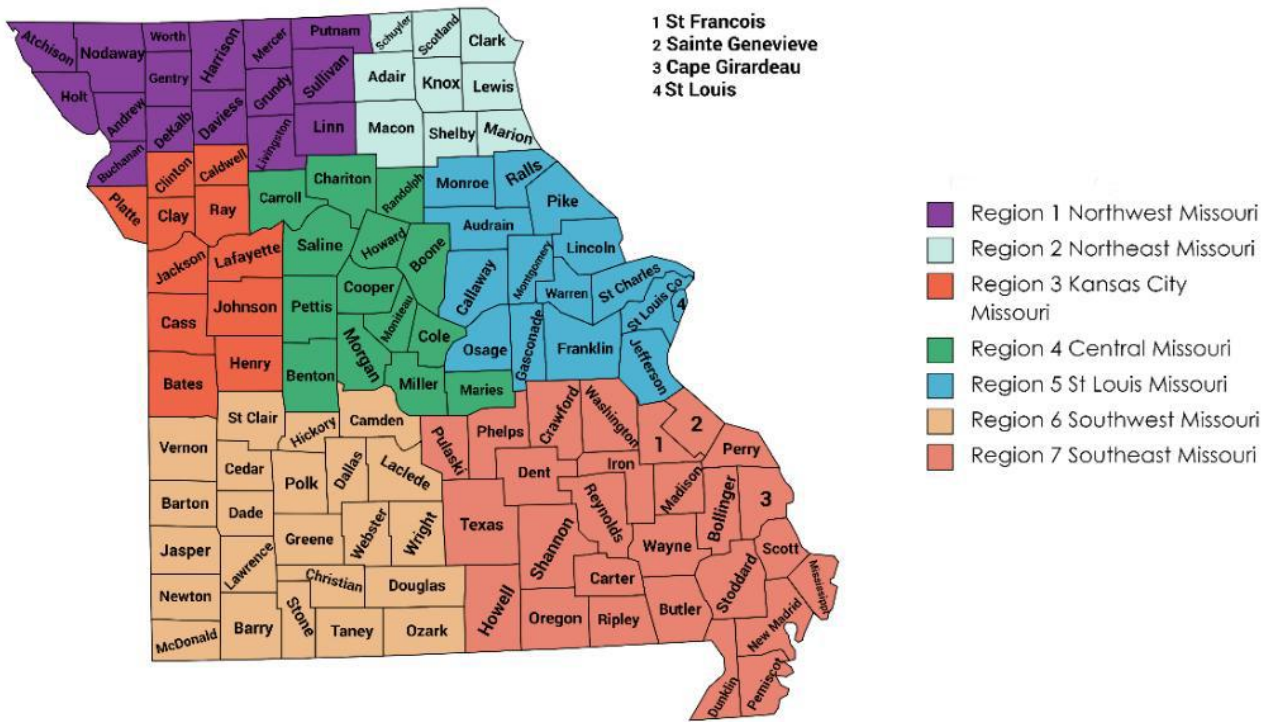 1 St Francois
2 Sainte Genevieve
3 Cape Girardeau
4 St Louis
Atchison
Nodaway
Worth
Harrison
Mercer
Putnam
Schuyler
Scotland
Clark
Holt
Andrew
Gentry
DeKalb
Daviess
Grundy
Sullivan
Adair
Knox
Lewis
Buchanan
Livingston
Linn
Macon
Shelby
Marion
Platte
Clinton
Caldwell
Clay
Ray
Carroll
Chariton
Randolph
Monroe
Ralls
Pike
Jackson
Lafayette
Saline
Howard
Boone
Audrain
Lincoln
Cass
Johnson
Pettis
Cooper
Moniteau
Cole
Callaway
Montgomery
Warren
St Charles
St Louis Co
4
Bates
Henry
Benton
Morgan
Miller
Osage
Maries
Gasconade
Franklin
Jefferson
Vernon
St Clair
Hickory
Camden
Pulaski
Phelps
Crawford
Washington
1
2
Perry
Cedar
Polk
Dallas
Laclede
Dent
Iron
Madison
Bollinger
3
Barton
Dade
Greene
Webster
Wright
Texas
Shannon
Reynolds
Wayne
Scott
Jasper
Lawrence
Christian
Douglas
Carter
Stoddard
Mississippi
Newton
McDonald
Barry
Stone
Taney
Ozark
Howell
Oregon
Ripley
Butler
New Madrid
Dunklin
Pemiscot
Region 1 Northwest Missouri
Region 2 Northeast Missouri
Region 3 Kansas City
Missouri
Region 4 Central Missouri
Region 5 St Louis Missouri
Region 6 Southwest Missouri
Region 7 Southeast Missouri